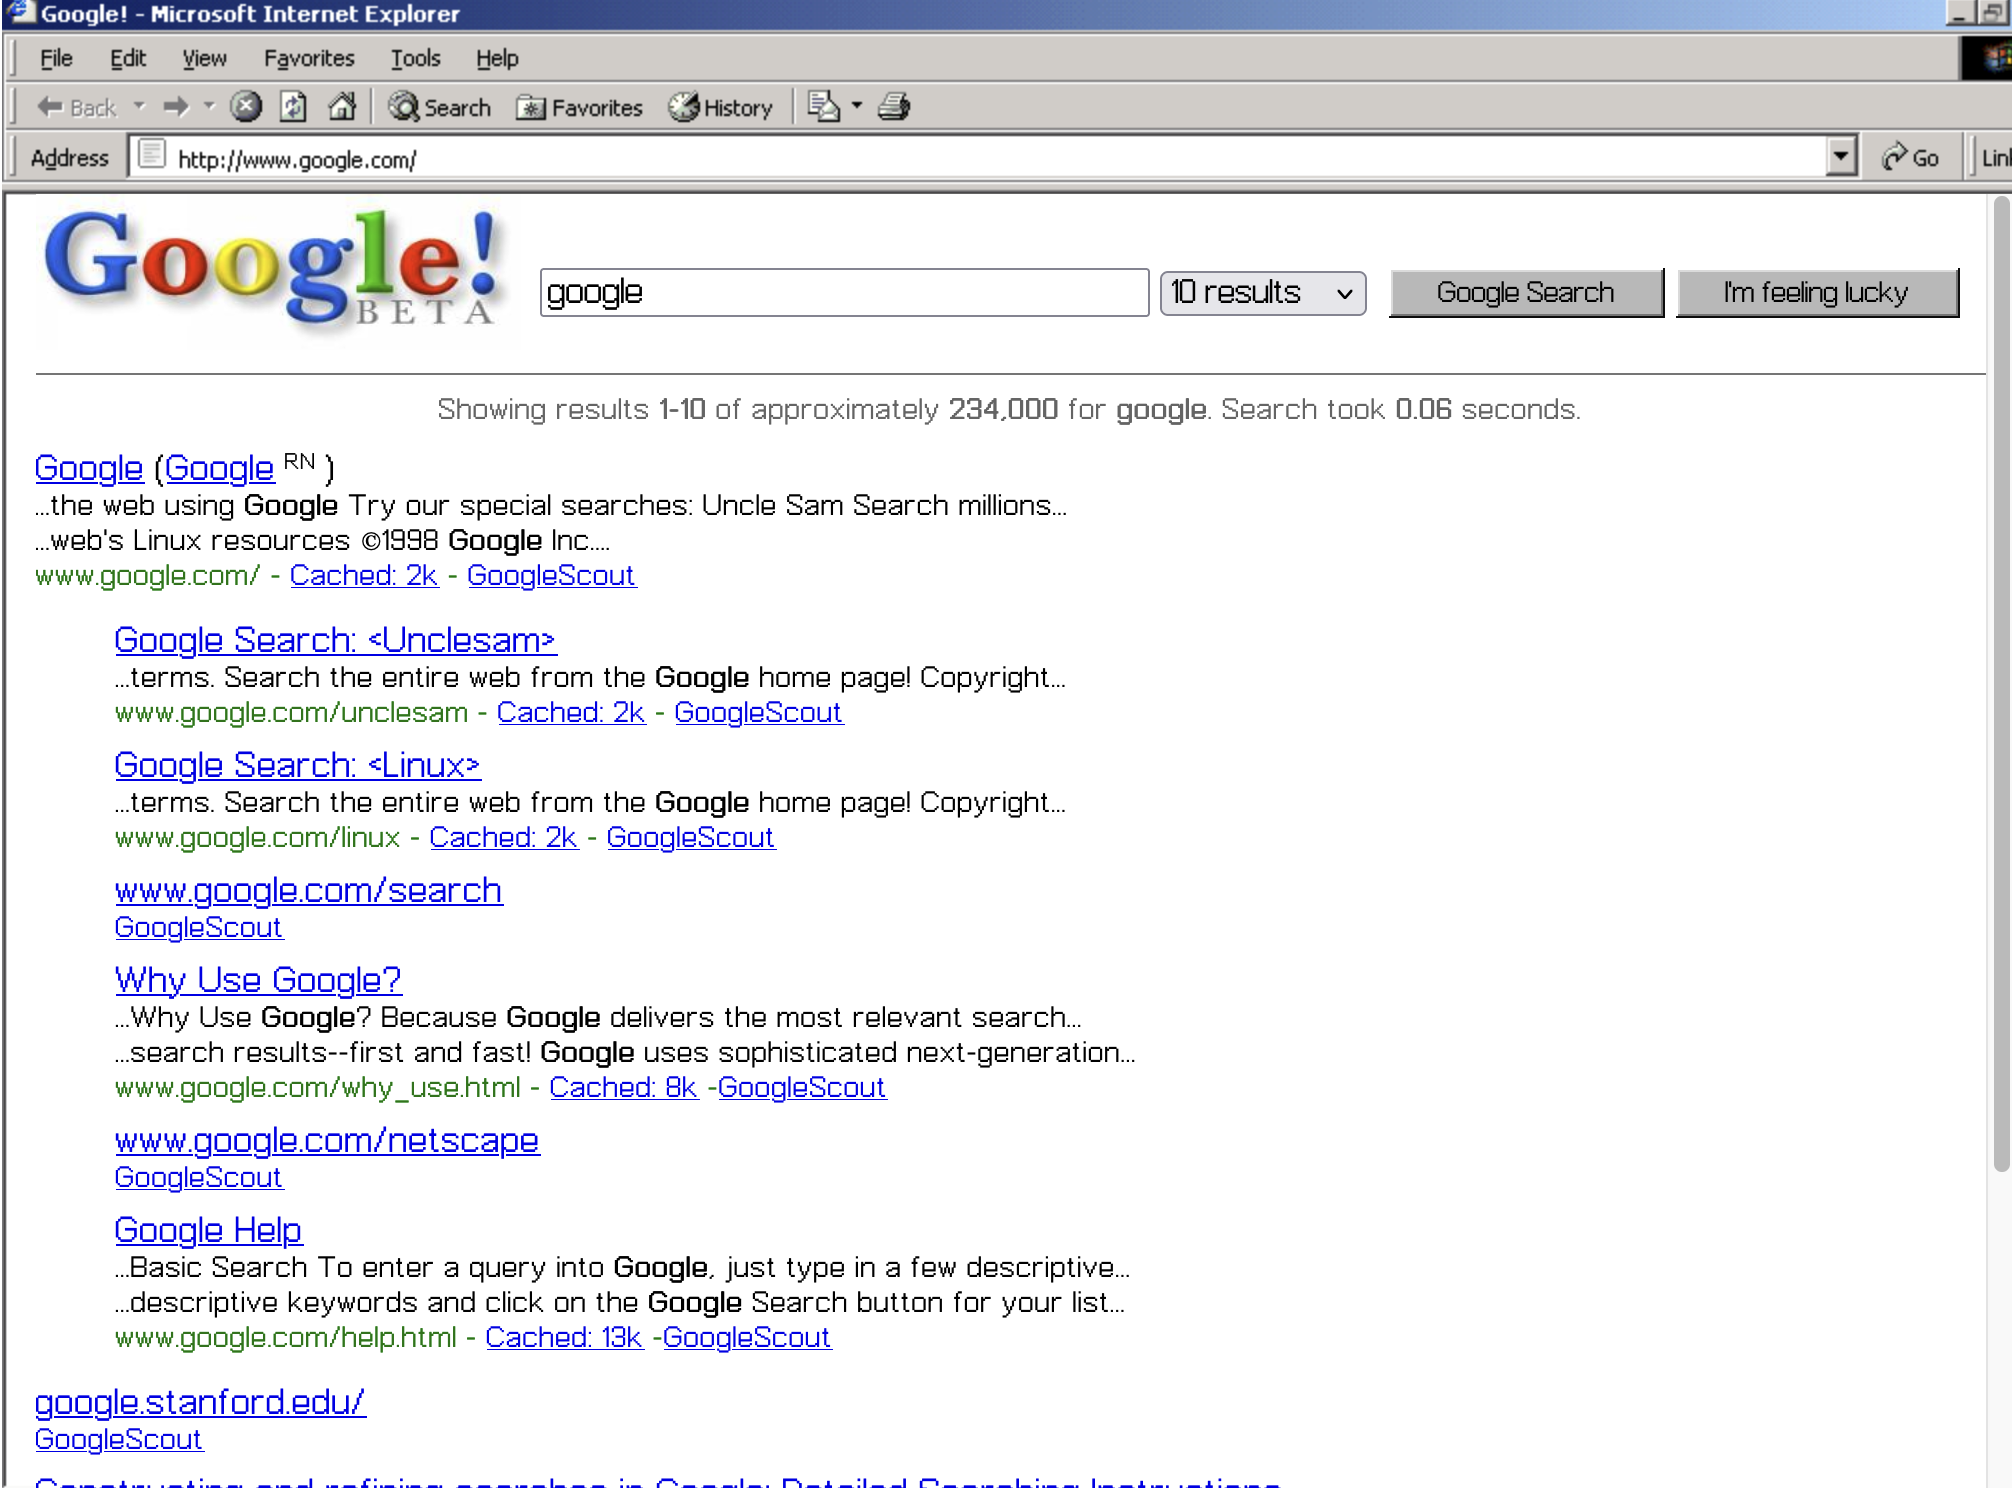 Google! - Microsoft Internet Explorer
File Edit View Favorites Tools Help
Back Search Favorites History
Address http://www.google.com/ Go
Google! BETA
google 10 results Google Search I'm feeling lucky
Showing results 1-10 of approximately 234,000 for google. Search took 0.06 seconds.
Google (Google RN )
...the web using Google Try our special searches: Uncle Sam Search millions...
...web's Linux resources ©1998 Google Inc....
www.google.com/ - Cached: 2k - GoogleScout
Google Search: <Unclesam>
...terms. Search the entire web from the Google home page! Copyright...
www.google.com/unclesam - Cached: 2k - GoogleScout
Google Search: <Linux>
...terms. Search the entire web from the Google home page! Copyright...
www.google.com/linux - Cached: 2k - GoogleScout
www.google.com/search
GoogleScout
Why Use Google?
...Why Use Google? Because Google delivers the most relevant search...
...search results--first and fast! Google uses sophisticated next-generation...
www.google.com/why_use.html - Cached: 8k -GoogleScout
www.google.com/netscape
GoogleScout
Google Help
...Basic Search To enter a query into Google, just type in a few descriptive...
...descriptive keywords and click on the Google Search button for your list...
www.google.com/help.html - Cached: 13k -GoogleScout
google.stanford.edu/
GoogleScout
Constructing and refining searches in Google: Detailed Searching Instructions